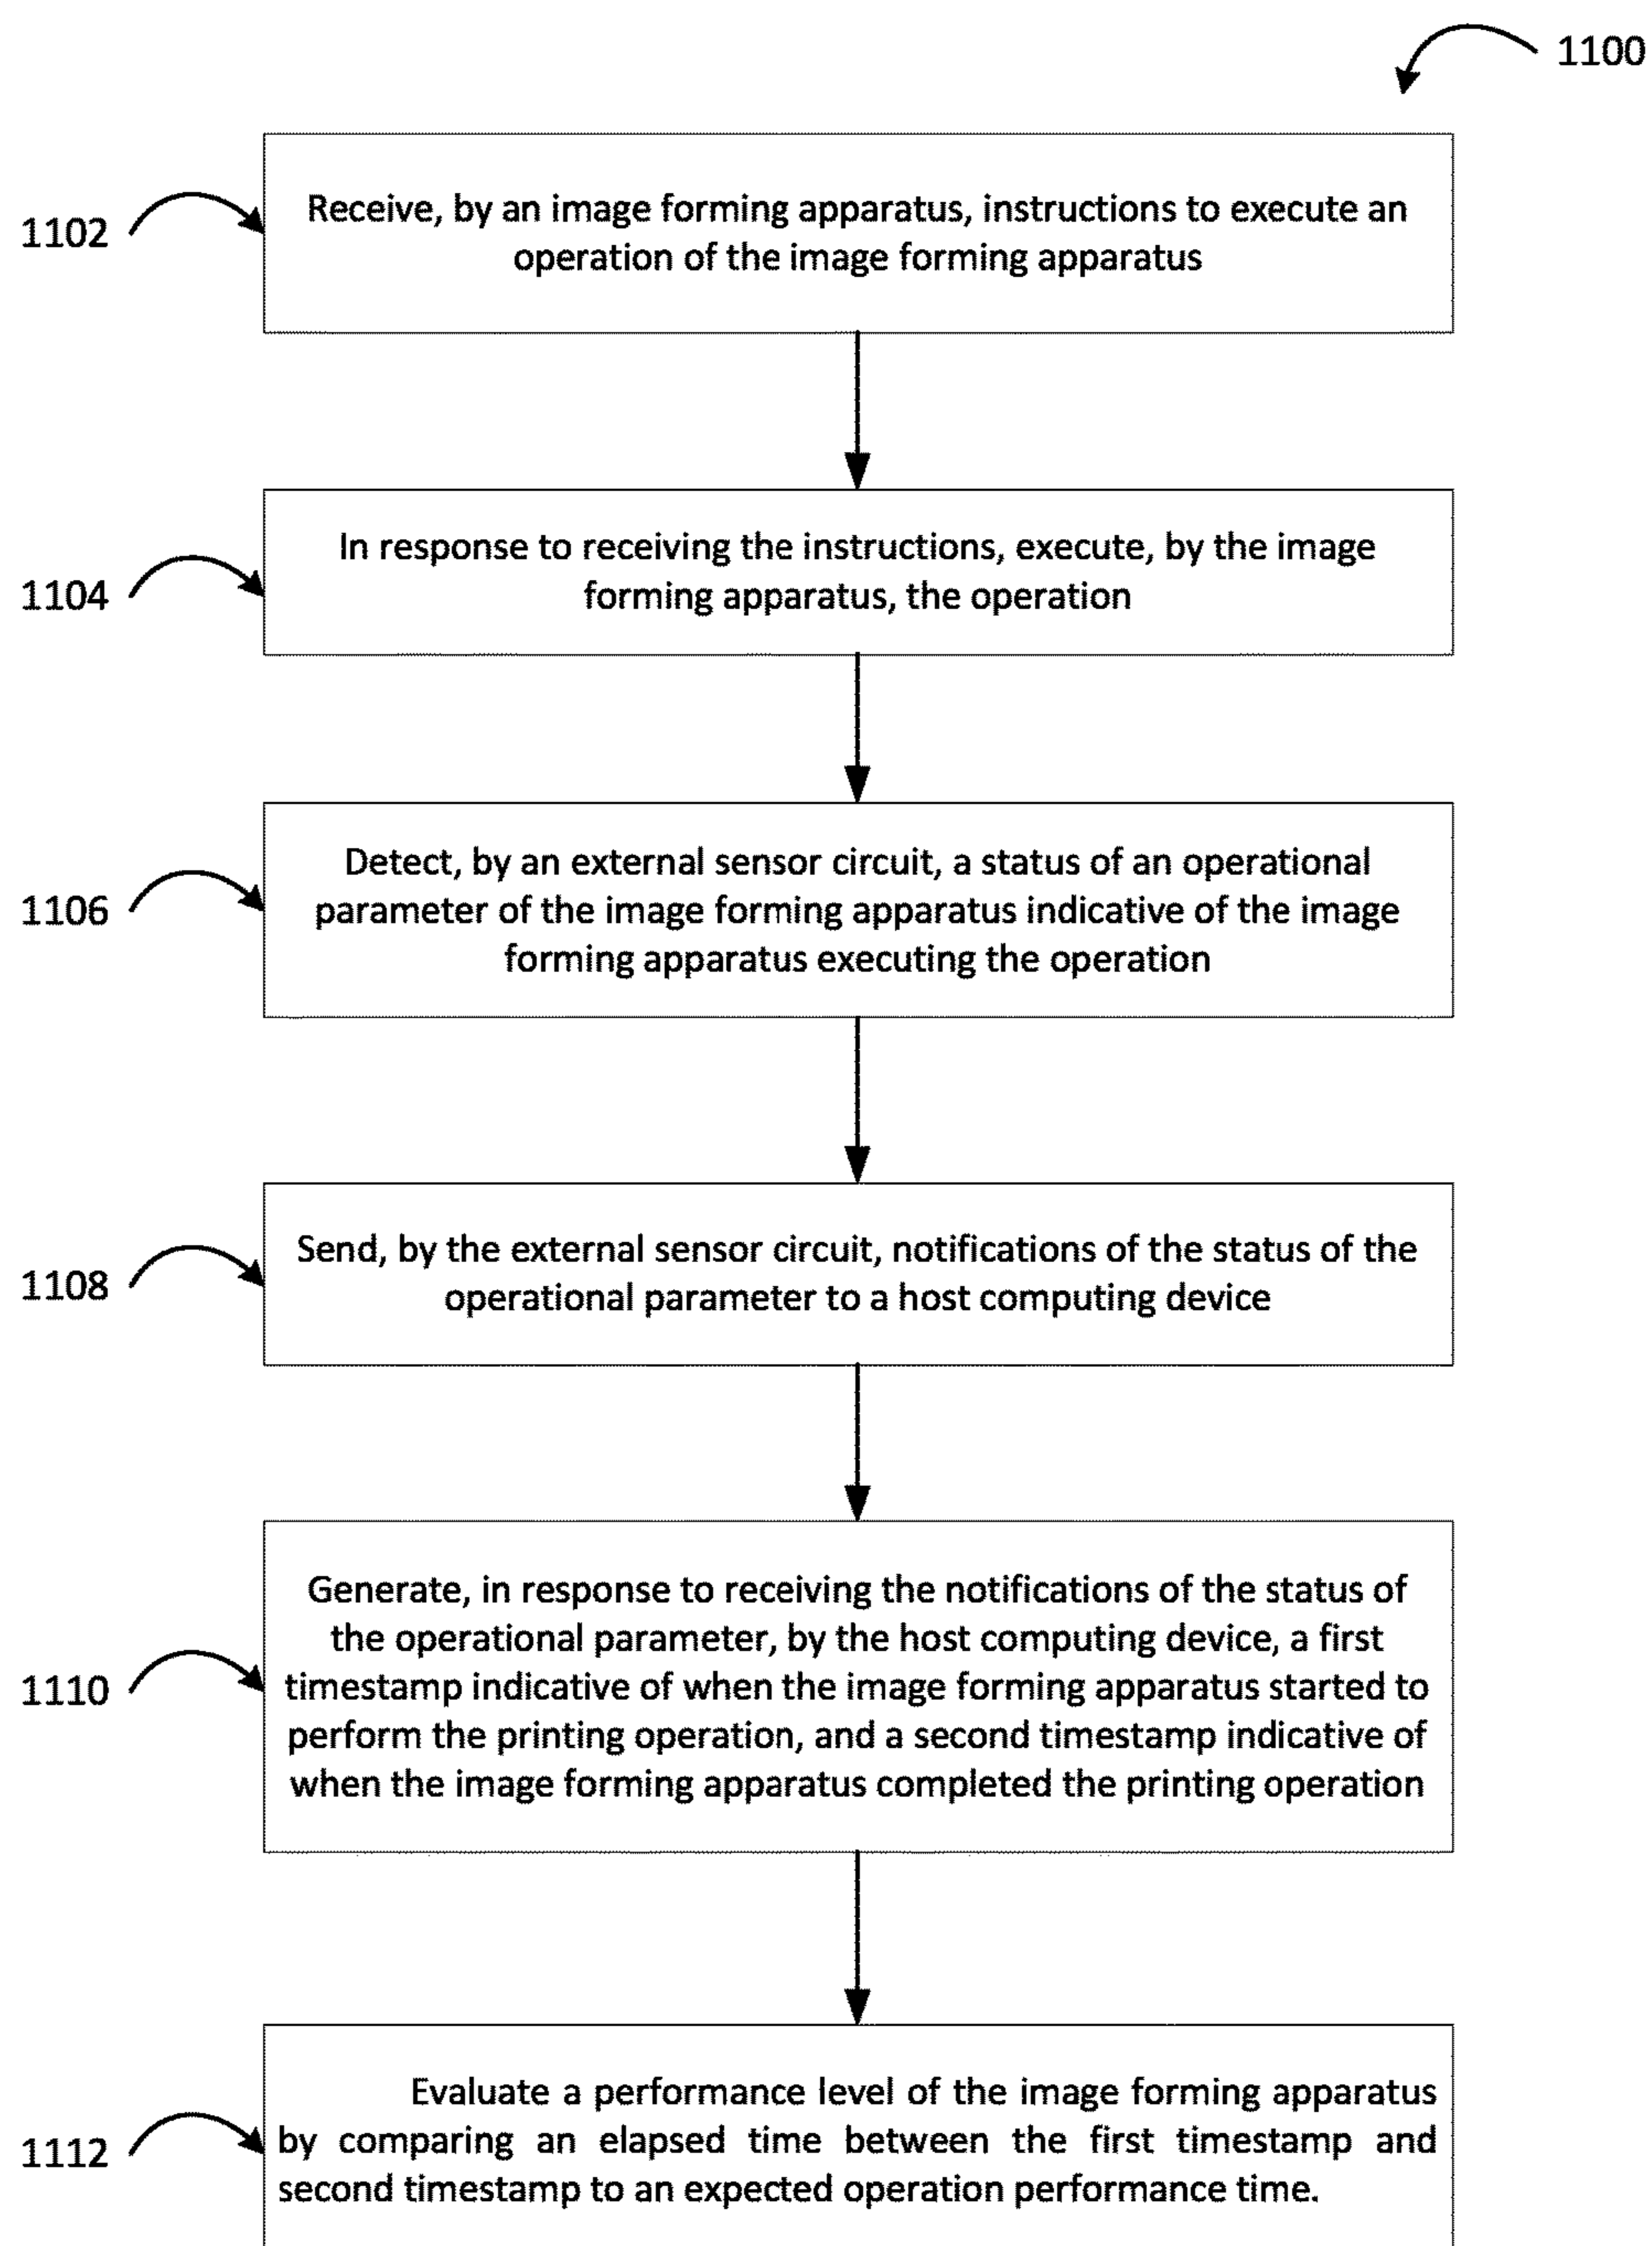 1100
1102
Receive, by an image forming apparatus, instructions to execute an
operation of the image forming apparatus
1104
In response to receiving the instructions, execute, by the image
forming apparatus, the operation
1106
Detect, by an external sensor circuit, a status of an operational
parameter of the image forming apparatus indicative of the image
forming apparatus executing the operation
1108
Send, by the external sensor circuit, notifications of the status of the
operational parameter to a host computing device
1110
Generate, in response to receiving the notifications of the status of
the operational parameter, by the host computing device, a first
timestamp indicative of when the image forming apparatus started to
perform the printing operation, and a second timestamp indicative of
when the image forming apparatus completed the printing operation
1112
Evaluate a performance level of the image forming apparatus
by comparing an elapsed time between the first timestamp and
second timestamp to an expected operation performance time.